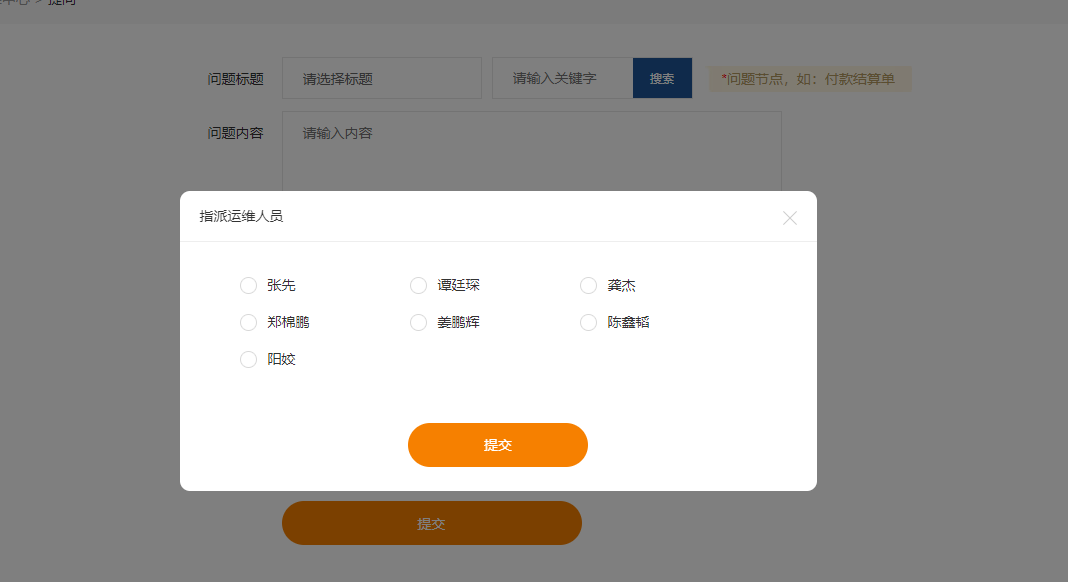 提问
问题标题 请选择标题 请输入关键字 搜索 *问题节点，如：付款结算单
问题内容 请输入内容
指派运维人员
张先 谭廷琛 龚杰
郑棉鹏 姜鹏辉 陈鑫韬
阳姣
提交
提交